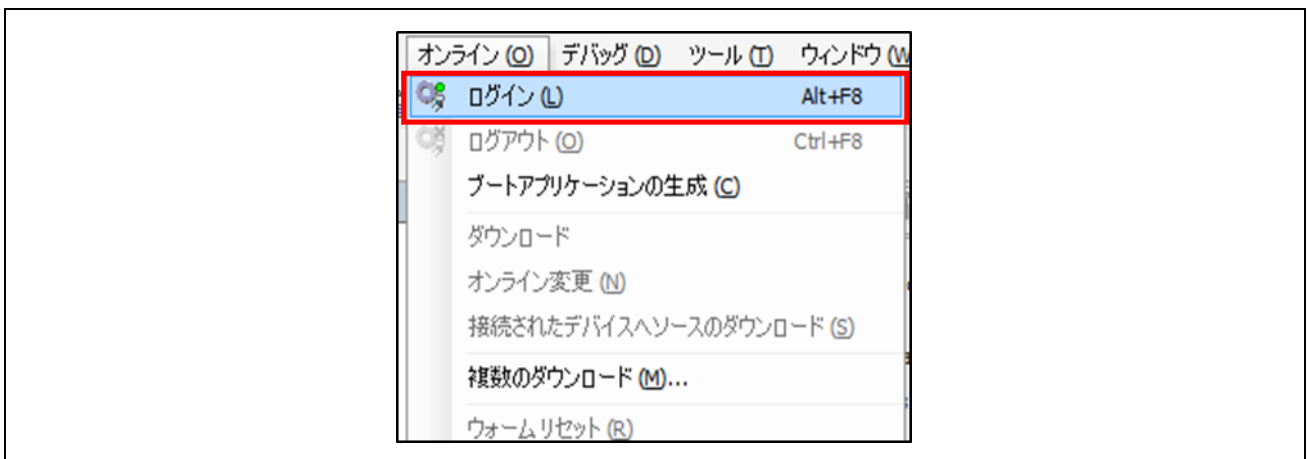 オンライン (O) デバッグ (D) ツール (T) ウィンドウ (W
ログイン (L) Alt+F8
ログアウト (O) Ctrl+F8
ブートアプリケーションの生成 (C)
ダウンロード
オンライン変更 (N)
接続されたデバイスへソースのダウンロード (S)
複数のダウンロード (M)...
ウォームリセット (R)